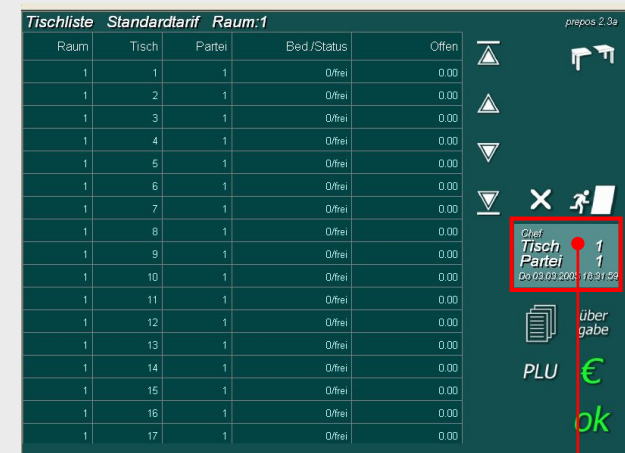 Tischliste Standardtarif Raum:1
prepos 2.3a
Raum Tisch Partei Bed./Status Offen
1 1 1 0/frei 0.00
1 2 1 0/frei 0.00
1 3 1 0/frei 0.00
1 4 1 0/frei 0.00
1 5 1 0/frei 0.00
1 6 1 0/frei 0.00
1 7 1 0/frei 0.00
1 8 1 0/frei 0.00
1 9 1 0/frei 0.00
1 10 1 0/frei 0.00
1 11 1 0/frei 0.00
1 12 1 0/frei 0.00
1 13 1 0/frei 0.00
1 14 1 0/frei 0.00
1 15 1 0/frei 0.00
1 16 1 0/frei 0.00
1 17 1 0/frei 0.00
Chef
Tisch 1
Partei 1
Do 03.03.2005 18:31:59
über
gabe
PLU €
ok